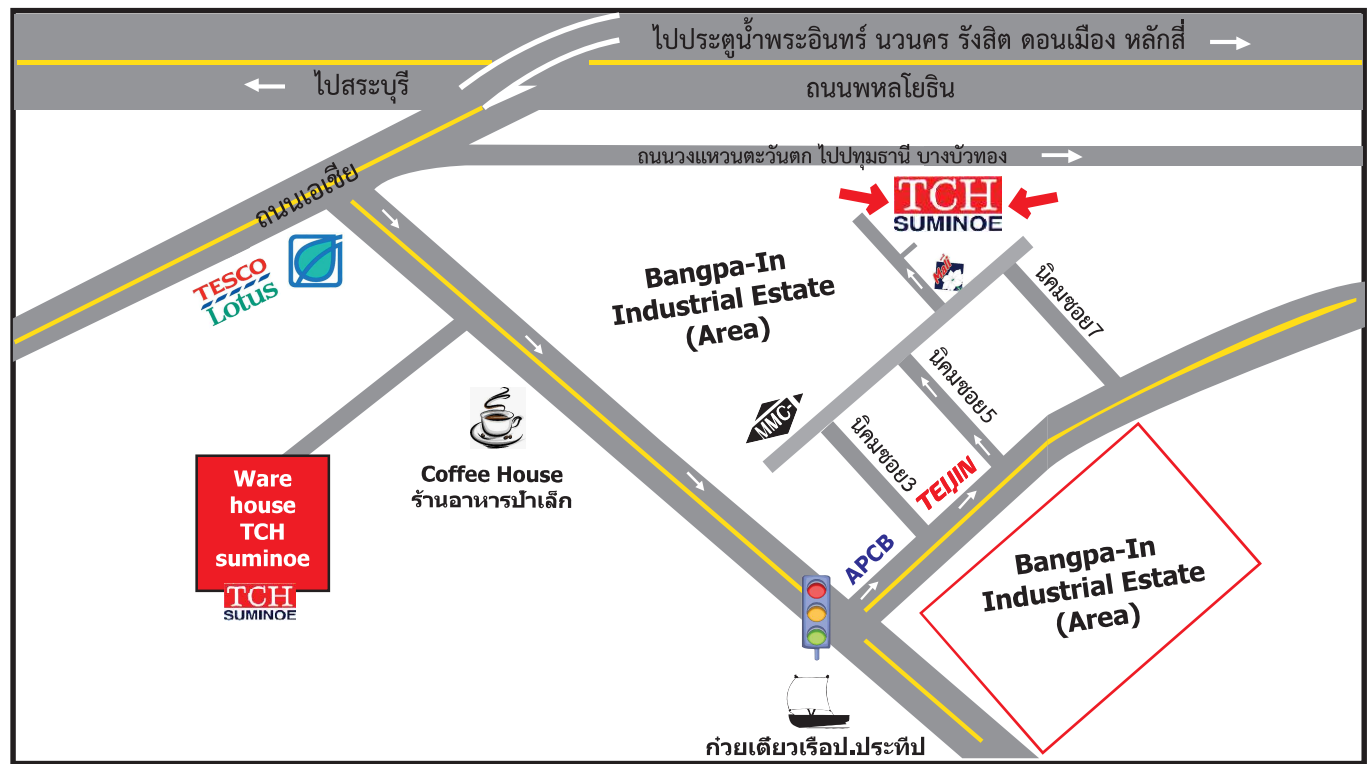 ไปประตูน้ำพระอินทร์ นวนคร รังสิต ดอนเมือง หลักสี่
ไปสระบุรี
ถนนพหลโยธิน
ถนนวงแหวนตะวันตก ไปปทุมธานี บางบัวทอง
ถนนเอเชีย
TCH
SUMINOE
TESCO
Lotus
Bangpa-In
Industrial Estate
(Area)
Mali
นิคมซอย7
นิคมซอย5
นิคมซอย3
MMC
TEIJIN
APCB
Coffee House
ร้านอาหารป้าเล็ก
Ware
house
TCH
suminoe
TCH
SUMINOE
Bangpa-In
Industrial Estate
(Area)
ก๋วยเตี๋ยวเรือป.ประทีป